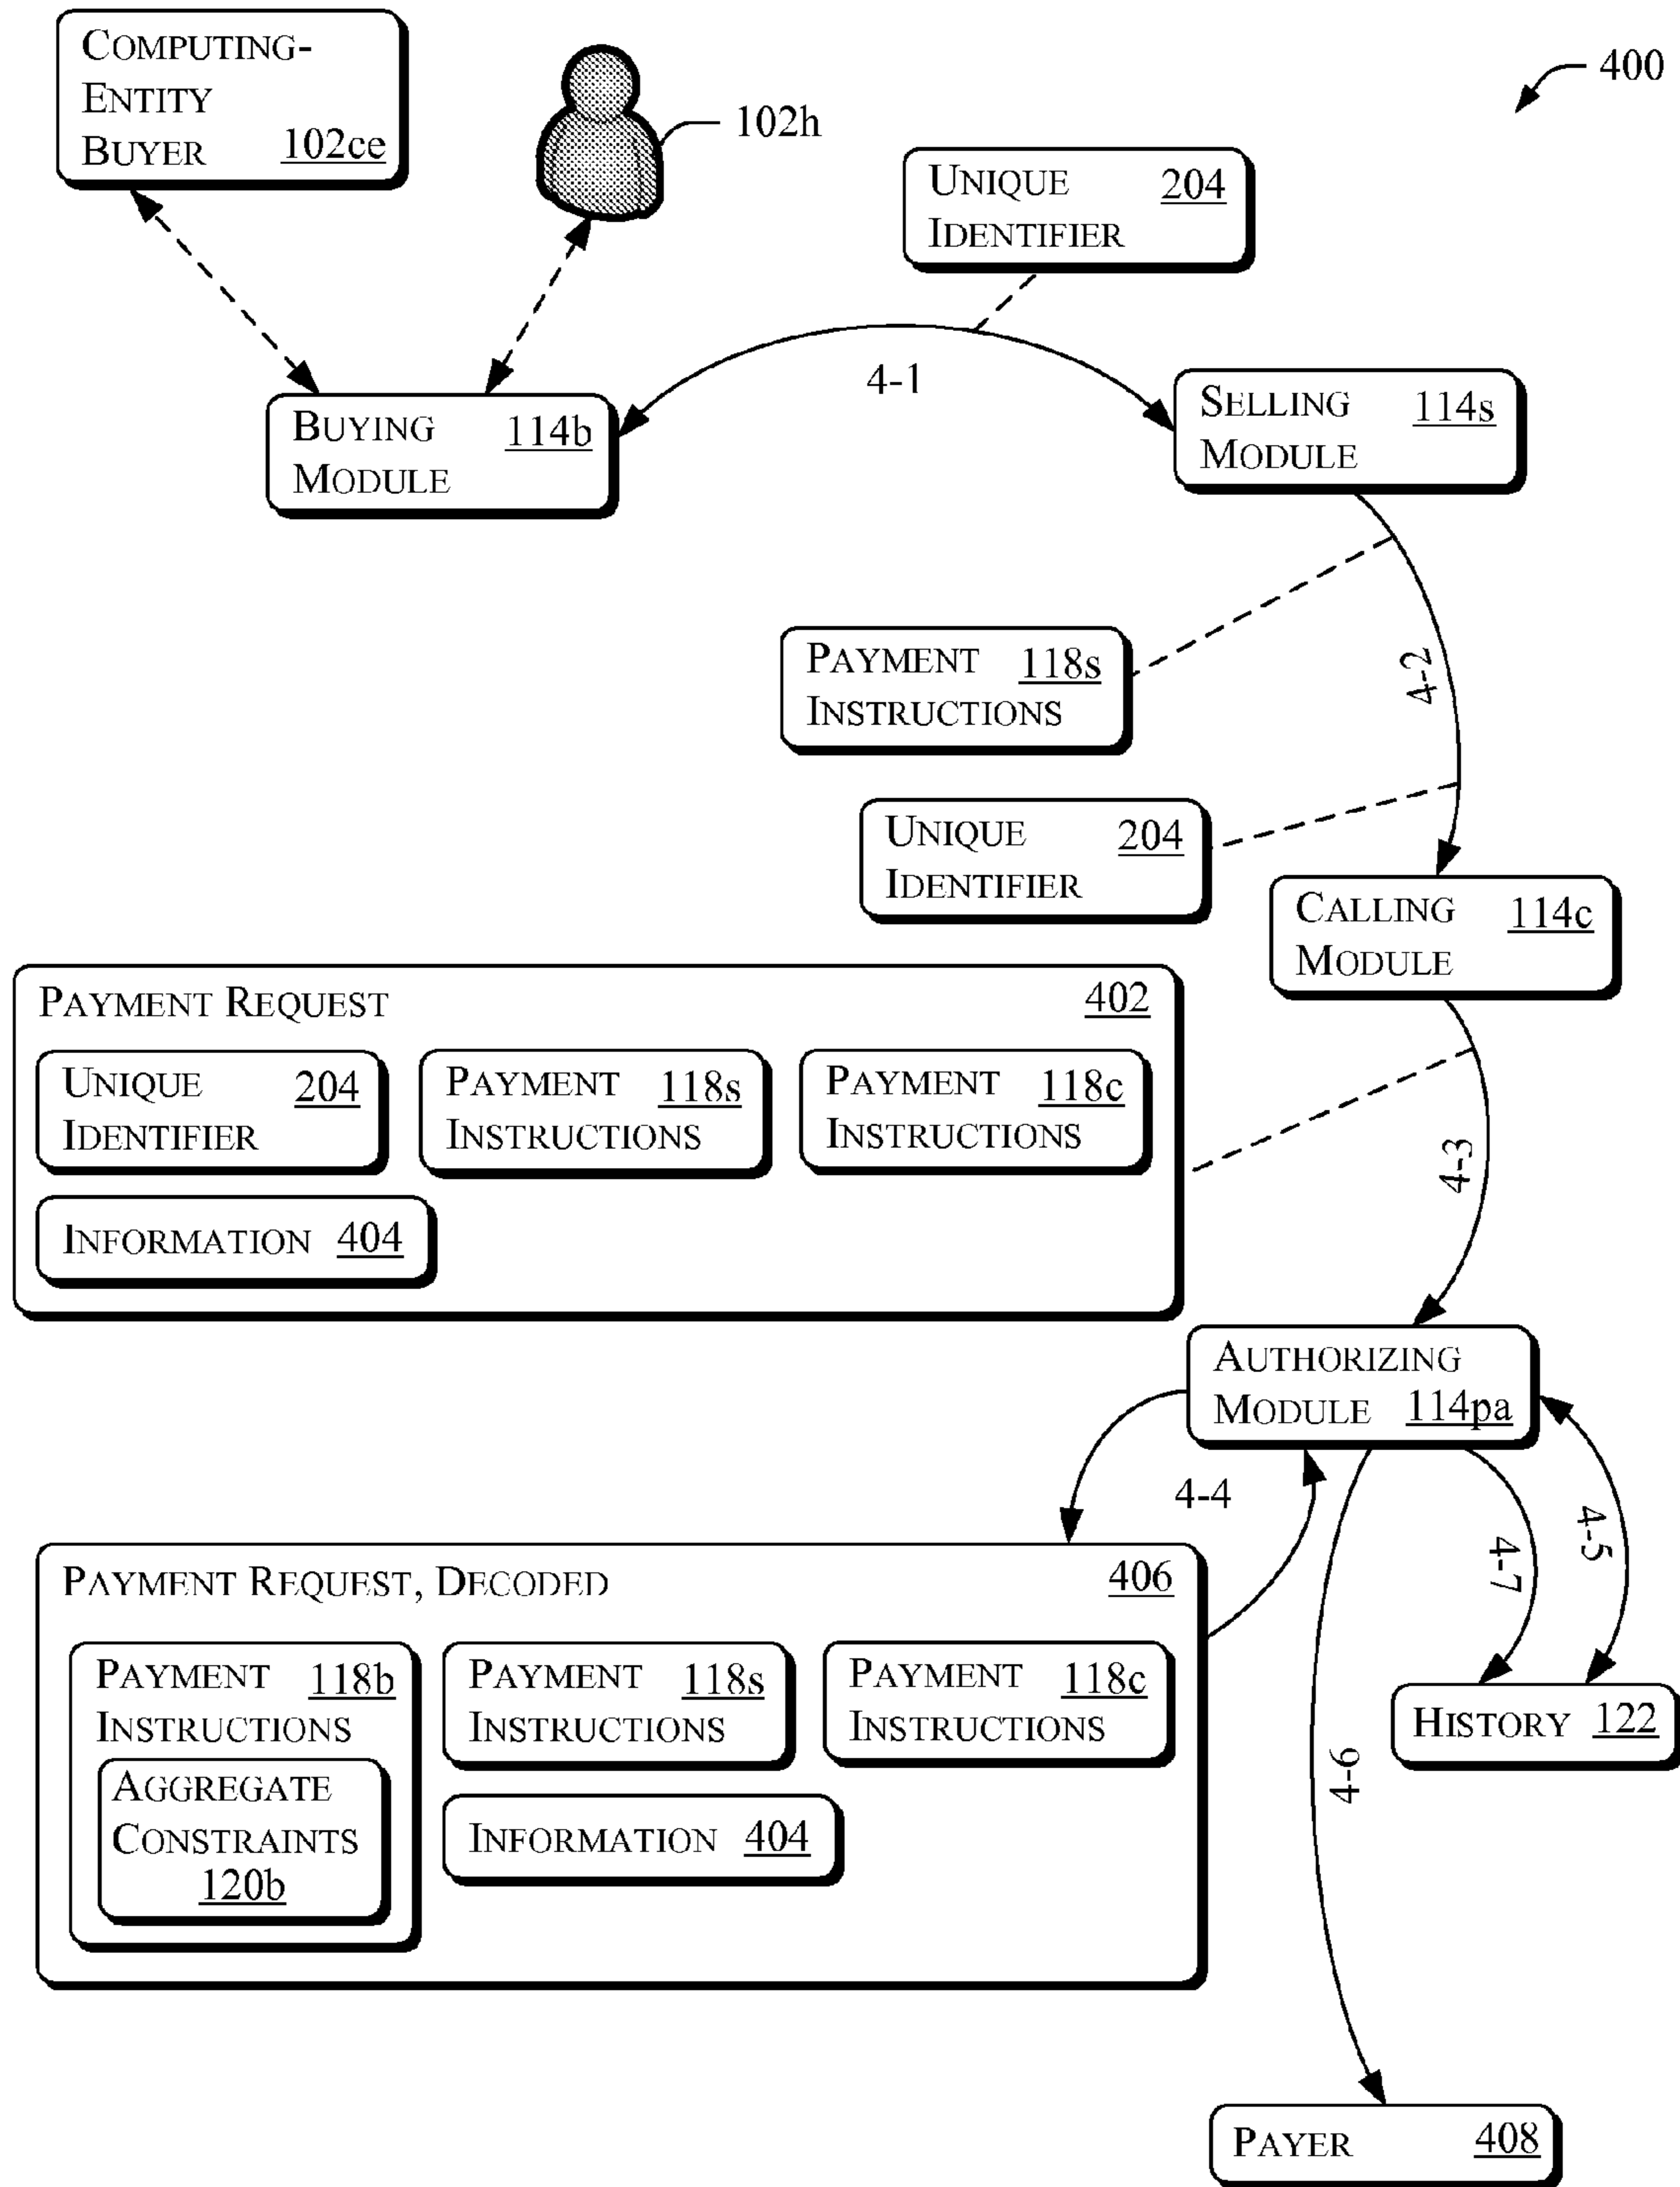 COMPUTING-
ENTITY
BUYER 102ce
102h
400
UNIQUE 204
IDENTIFIER
4-1
BUYING 114b
MODULE
SELLING 114s
MODULE
PAYMENT 118s
INSTRUCTIONS
4-2
UNIQUE 204
IDENTIFIER
CALLING 114c
MODULE
PAYMENT REQUEST 402
UNIQUE 204
IDENTIFIER
PAYMENT 118s
INSTRUCTIONS
PAYMENT 118c
INSTRUCTIONS
INFORMATION 404
4-3
AUTHORIZING
MODULE 114pa
4-4
4-5
4-7
PAYMENT REQUEST, DECODED 406
PAYMENT 118b
INSTRUCTIONS
AGGREGATE
CONSTRAINTS
120b
PAYMENT 118s
INSTRUCTIONS
PAYMENT 118c
INSTRUCTIONS
INFORMATION 404
HISTORY 122
4-6
PAYER 408